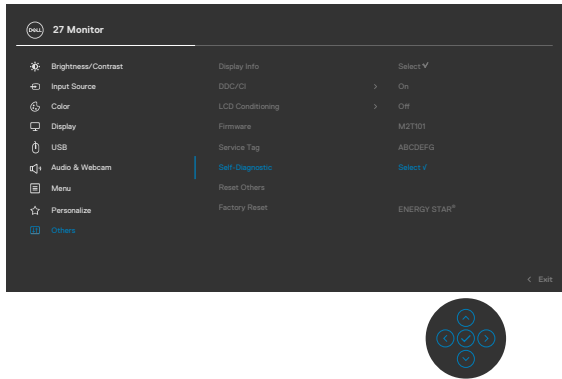 DELL 27 Monitor
Brightness/Contrast Display Info Select ✓
Input Source DDC/CI > On
Color LCD Conditioning > Off
Display Firmware M2T101
USB Service Tag ABCDEFG
Audio & Webcam Self-Diagnostic Select √
Menu Reset Others
Personalize Factory Reset ENERGY STAR®
Others
< Exit